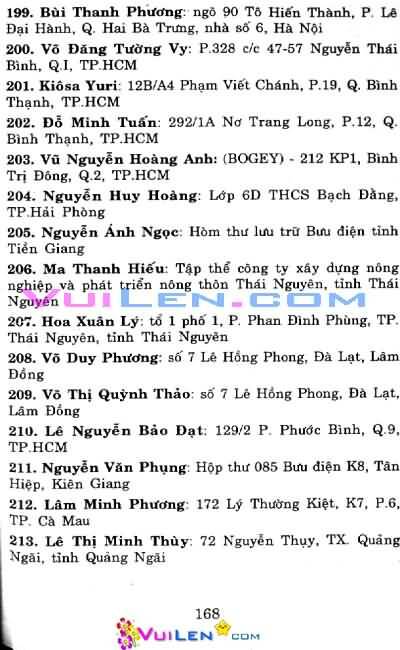 199. Bùi Thanh Phương: ngõ 90 Tô Hiến Thành, P. Lê
Đại Hành, Q. Hai Bà Trưng, nhà số 6, Hà Nội
200. Võ Đăng Tường Vy: P.328 c/c 47-57 Nguyễn Thái
Bình, Q.I, TP.HCM
201. Kiôsa Yuri: 12B/A4 Phạm Viết Chánh, P.19, Q. Bình
Thạnh, TP.HCM
202. Đỗ Minh Tuấn: 292/1A Nơ Trang Long, P.12, Q.
Bình Thạnh, TP.HCM
203. Vũ Nguyễn Hoàng Anh: (BOGEY) - 212 KP1, Bình
Trị Đông, Q.2, TP.HCM
204. Nguyễn Huy Hoàng: Lớp 6D THCS Bạch Đằng,
TP.Hải Phòng
205. Nguyễn Ánh Ngọc: Hòm thư lưu trữ Bưu điện tỉnh
Tiền Giang
206. Ma Thanh Hiếu: Tập thể công ty xây dựng nông
nghiệp và phát triển nông thôn Thái Nguyên, tỉnh Thái
Nguyên
VuiLen.com
207. Hoa Xuân Lý: tổ 1 phố 1, P. Phan Đình Phùng, TP.
Thái Nguyên, tỉnh Thái Nguyên
208. Võ Duy Phương: số 7 Lê Hồng Phong, Đà Lạt, Lâm
Đồng
209. Võ Thị Quỳnh Thảo: số 7 Lê Hồng Phong, Đà Lạt,
Lâm Đồng
210. Lê Nguyễn Bảo Đạt: 129/2 P. Phước Bình, Q.9,
TP.HCM
211. Nguyễn Văn Phụng: Hộp thư 085 Bưu điện K8, Tân
Hiệp, Kiên Giang
212. Lâm Minh Phương: 172 Lý Thường Kiệt, K7, P.6,
TP. Cà Mau
213. Lê Thị Minh Thùy: 72 Nguyễn Thụy, TX. Quảng
Ngãi, tỉnh Quảng Ngãi
168
VuiLen.com